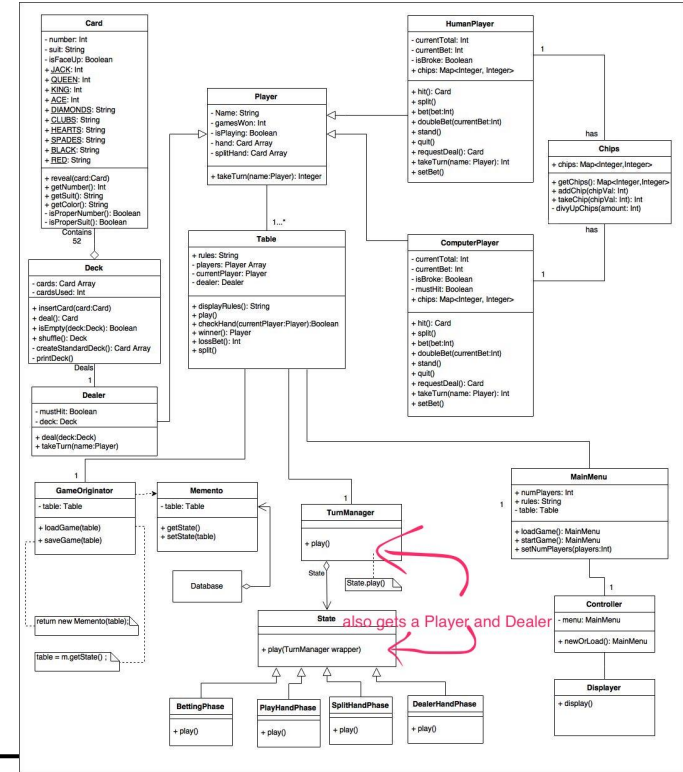 Card
- number: Int
- suit: String
- isFaceUp: Boolean
+ JACK: Int
+ QUEEN: Int
+ KING: Int
+ ACE: Int
+ DIAMONDS: String
+ CLUBS: String
+ HEARTS: String
+ SPADES: String
+ BLACK: String
+ RED: String
+ reveal(card:Card)
+ getNumber(): Int
+ getSuit(): String
+ getColor(): String
- isProperNumber(): Boolean
- isProperSuit(): Boolean
Contains
52
Deck
- cards: Card Array
- cardsUsed: Int
+ insertCard(card:Card)
+ deal(): Card
+ isEmpty(deck:Deck): Boolean
+ shuffle(): Deck
- createStandardDeck(): Card Array
- printDeck()
Deals
1
Dealer
- mustHit: Boolean
- deck: Deck
+ deal(deck:Deck)
+ takeTurn(name:Player)
Player
- Name: String
- gamesWon: Int
- isPlaying: Boolean
- hand: Card Array
- splitHand: Card Array
+ takeTurn(name:Player): Integer
1...*
Table
+ rules: String
- players: Player Array
- currentPlayer: Player
- dealer: Dealer
+ displayRules(): String
+ play()
+ checkHand(currentPlayer:Player):Boolean
+ winner(): Player
+ lossBet(): Int
+ split()
HumanPlayer
- currentTotal: Int
- currentBet: Int
- isBroke: Boolean
+ chips: Map<Integer, Integer>
+ hit(): Card
+ split()
+ bet(bet:Int)
+ doubleBet(currentBet:Int)
+ stand()
+ quit()
+ requestDeal(): Card
+ takeTurn(name: Player): Int
+ setBet()
1
has
Chips
+ chips: Map<Integer,Integer>
+ getChips(): Map<Integer,Integer>
+ addChip(chipVal: Int)
+ takeChip(chipVal: Int): Int
- divyUpChips(amount: Int)
has
1
ComputerPlayer
- currentTotal: Int
- currentBet: Int
- isBroke: Boolean
- mustHit: Boolean
+ chips: Map<Integer, Integer>
+ hit(): Card
+ split()
+ bet(bet:Int)
+ doubleBet(currentBet:Int)
+ stand()
+ quit()
+ requestDeal(): Card
+ takeTurn(name: Player): Int
+ setBet()
1
GameOriginator
- table: Table
+ loadGame(table)
+ saveGame(table)
return new Memento(table);
table = m.getState() ;
Memento
- table: Table
+ getState()
+ setState(table)
Database
1
TurnManager
+ play()
State
State.play()
also gets a Player and Dealer
State
+ play(TurnManager wrapper)
BettingPhase
+ play()
PlayHandPhase
+ play()
SplitHandPhase
+ play()
DealerHandPhase
+ play()
1
MainMenu
+ numPlayers: Int
+ rules: String
- table: Table
+ loadGame(): MainMenu
+ startGame(): MainMenu
+ setNumPlayers(players:Int)
1
Controller
- menu: MainMenu
+ newOrLoad(): MainMenu
Displayer
+ display()